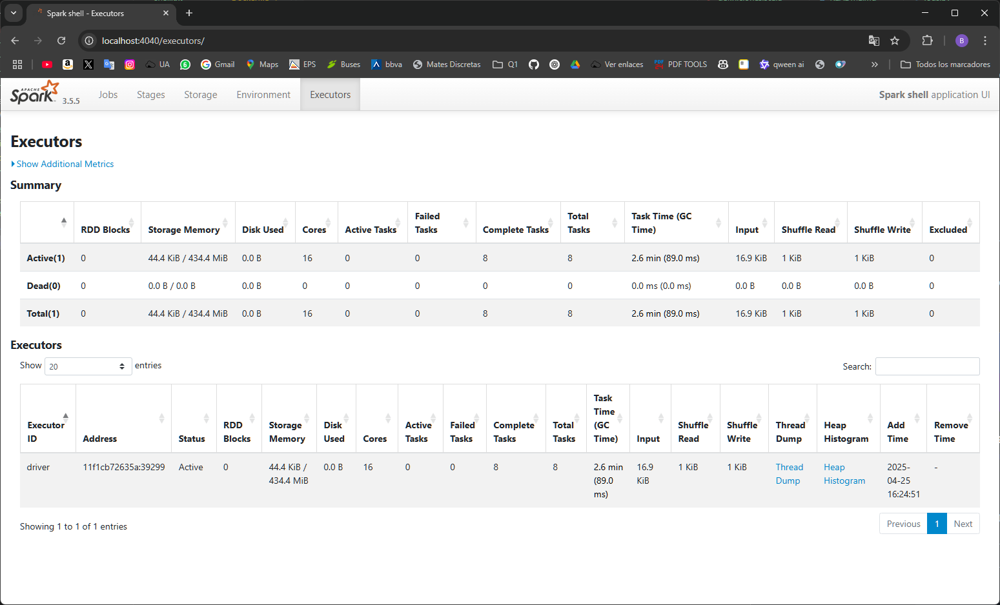 Spark shell - Executors
localhost:4040/executors/
B
UA
6
Gmail
Maps
EPS
Buses
bbva
Mates Discretas
Q1
Ver enlaces
PDF TOOLS
qween ai
Todos los marcadores
APACHE Spark 3.5.5
Jobs
Stages
Storage
Environment
Executors
Spark shell application UI
Executors
Show Additional Metrics
Summary
RDD Blocks Storage Memory Disk Used Cores Active Tasks Failed Tasks Complete Tasks Total Tasks Task Time (GC Time) Input Shuffle Read Shuffle Write Excluded
Active(1) 0 44.4 KiB / 434.4 MiB 0.0 B 16 0 0 8 8 2.6 min (89.0 ms) 16.9 KiB 1 KiB 1 KiB 0
Dead(0) 0 0.0 B / 0.0 B 0.0 B 0 0 0 0 0 0.0 ms (0.0 ms) 0.0 B 0.0 B 0.0 B 0
Total(1) 0 44.4 KiB / 434.4 MiB 0.0 B 16 0 0 8 8 2.6 min (89.0 ms) 16.9 KiB 1 KiB 1 KiB 0
Executors
Show 20 entries
Search:
Executor ID Address Status RDD Blocks Storage Memory Disk Used Cores Active Tasks Failed Tasks Complete Tasks Total Tasks Task Time (GC Time) Input Shuffle Read Shuffle Write Thread Dump Heap Histogram Add Time Remove Time
driver 11f1cb72635a:39299 Active 0 44.4 KiB / 434.4 MiB 0.0 B 16 0 0 8 8 2.6 min (89.0 ms) 16.9 KiB 1 KiB 1 KiB Thread Dump Heap Histogram 2025-04-25 16:24:51 -
Showing 1 to 1 of 1 entries
Previous 1 Next